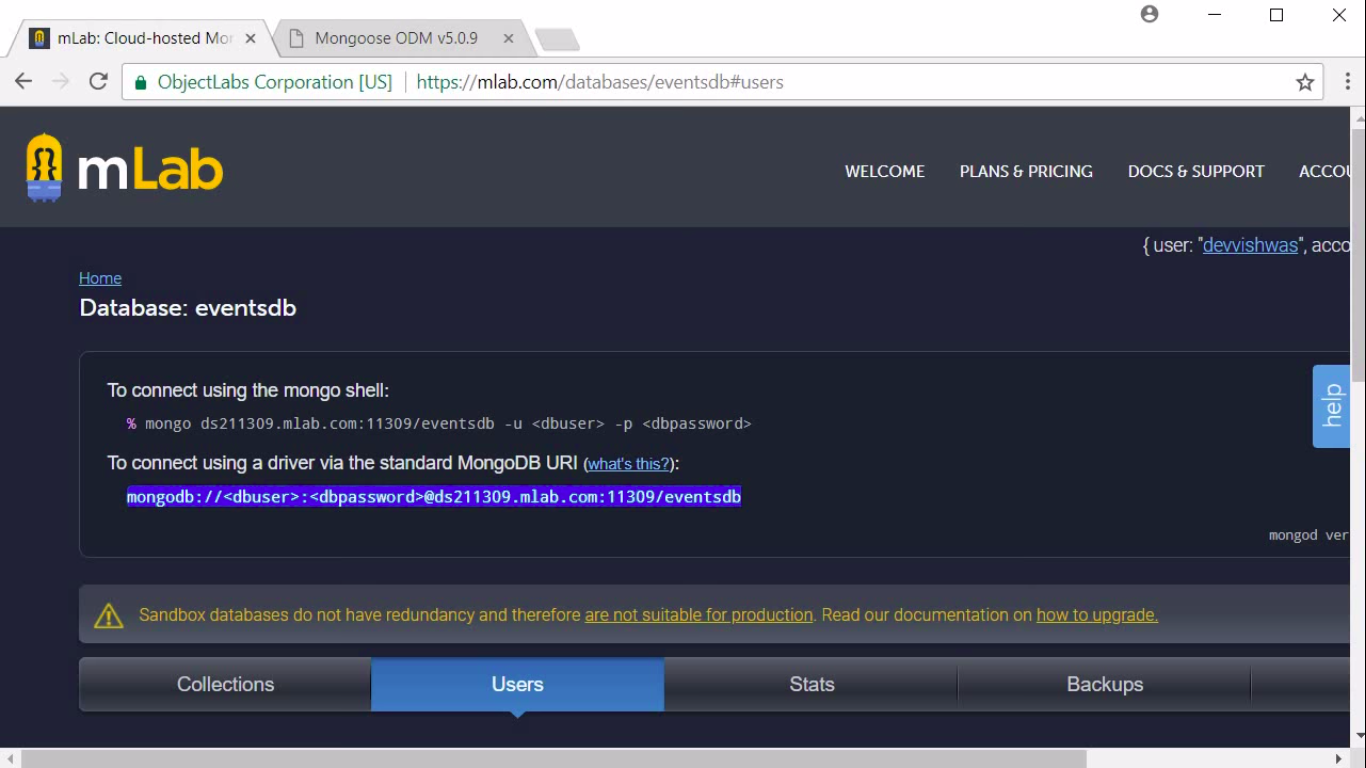 mLab: Cloud-hosted Mon
Mongoose ODM v5.0.9
ObjectLabs Corporation [US]
https://mlab.com/databases/eventsdb#users
mLab
WELCOME
PLANS & PRICING
DOCS & SUPPORT
ACCOU
{ user: "devvishwas", acco
Home
Database: eventsdb
To connect using the mongo shell:
% mongo ds211309.mlab.com:11309/eventsdb -u <dbuser> -p <dbpassword>
To connect using a driver via the standard MongoDB URI (what's this?):
mongodb://<dbuser>:<dbpassword>@ds211309.mlab.com:11309/eventsdb
help
mongod ver
Sandbox databases do not have redundancy and therefore are not suitable for production. Read our documentation on how to upgrade.
Collections
Users
Stats
Backups